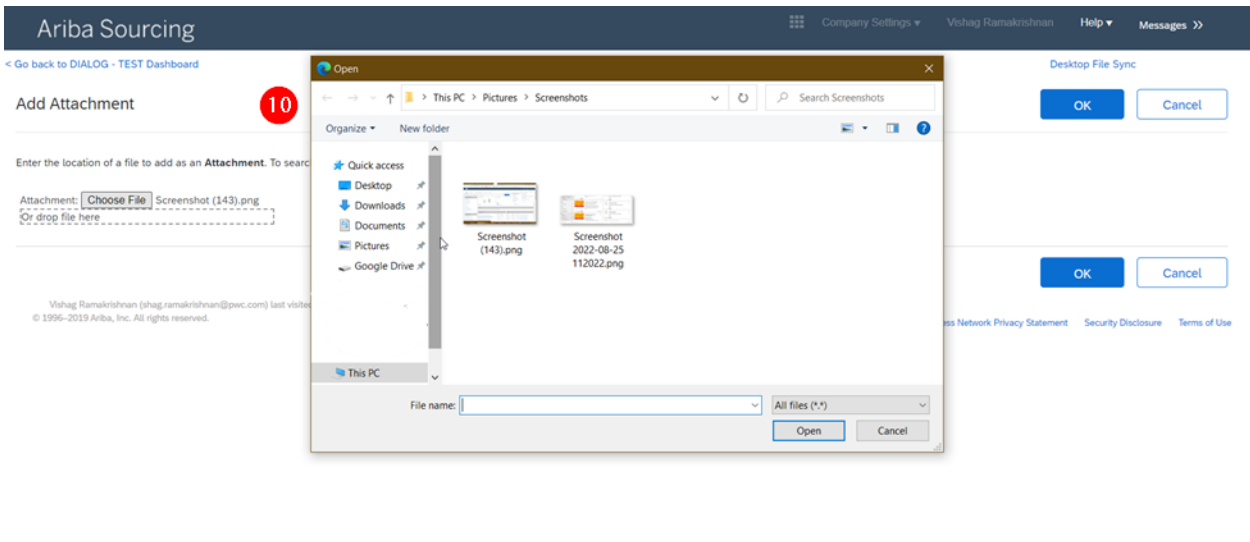 Ariba Sourcing
Company Settings ▾ Vishag Ramakrishnan Help ▾ Messages >>
< Go back to DIALOG - TEST Dashboard
Desktop File Sync
Add Attachment
10
OK Cancel
Enter the location of a file to add as an Attachment. To searc
Attachment: Choose File Screenshot (143).png
Or drop file here
Open
> This PC > Pictures > Screenshots
Search Screenshots
Organize ▾ New folder
Quick access
Desktop
Downloads
Documents
Pictures
Google Drive
This PC
Screenshot
(143).png
Screenshot
2022-08-25
112022.png
File name:
All files (*.*)
Open Cancel
OK Cancel
Vishag Ramakrishnan (shag.ramakrishnan@pwc.com) last visited
© 1996–2019 Ariba, Inc. All rights reserved.
ess Network Privacy Statement Security Disclosure Terms of Use